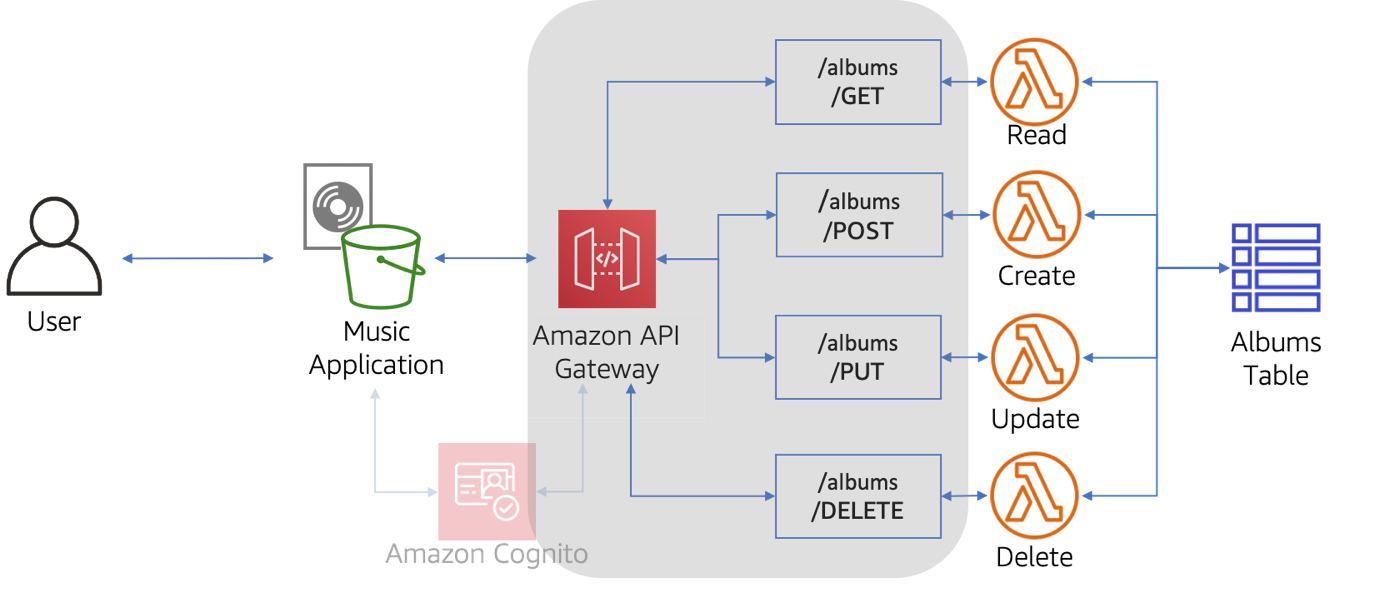 User
Music
Application
Amazon Cognito
Amazon API
Gateway
</>
/albums
/GET
/albums
/POST
/albums
/PUT
/albums
/DELETE
Read
Create
Update
Delete
Albums
Table